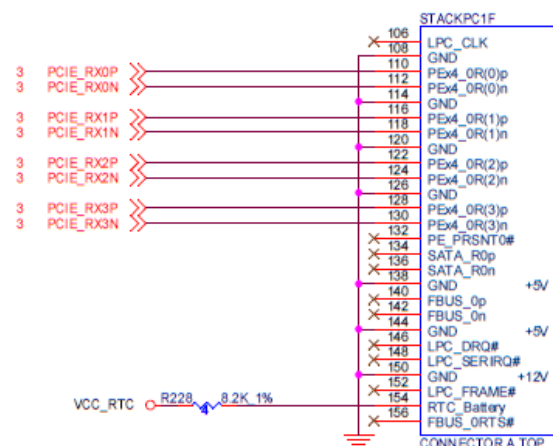 STACKPC1F
106 LPC_CLK
108 GND
3 PCIE_RX0P 110 PEx4_0R(0)p
3 PCIE_RX0N 112 PEx4_0R(0)n
114 GND
3 PCIE_RX1P 116 PEx4_0R(1)p
3 PCIE_RX1N 118 PEx4_0R(1)n
120 GND
3 PCIE_RX2P 122 PEx4_0R(2)p
3 PCIE_RX2N 124 PEx4_0R(2)n
126 GND
3 PCIE_RX3P 128 PEx4_0R(3)p
3 PCIE_RX3N 130 PEx4_0R(3)n
132 PE_PRSNT0#
134 SATA_R0p
136 SATA_R0n
138 GND +5V
140 FBUS_0p
142 FBUS_0n
144 GND +5V
146 LPC_DRQ#
148 LPC_SERIRQ#
150 GND +12V
152 LPC_FRAME#
VCC_RTC R228 8.2K_1% 154 RTC_Battery
156 FBUS_0RTS#
CONNECTOR A TOP